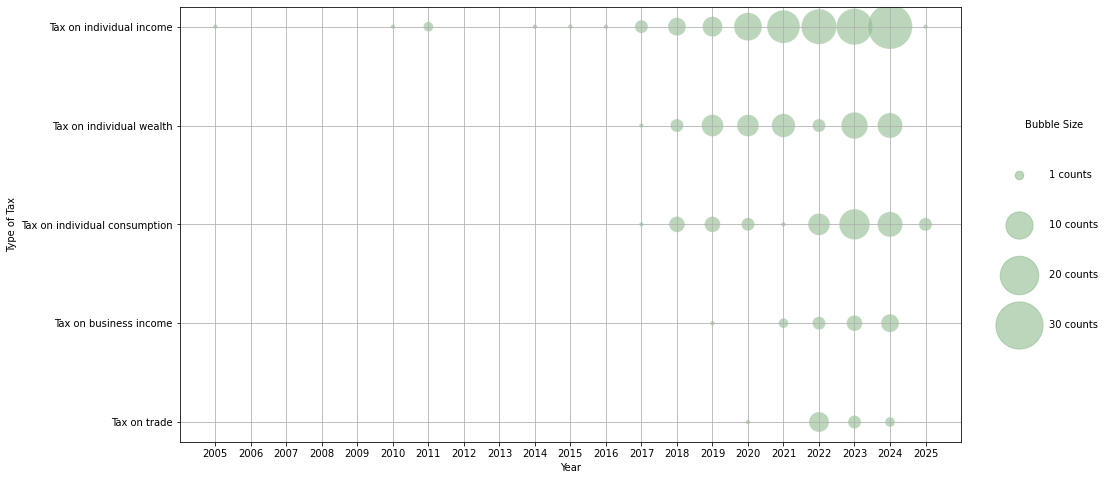 Tax on individual income
Tax on individual wealth
Tax on individual consumption
Tax on business income
Tax on trade
Type of Tax
2005 2006 2007 2008 2009 2010 2011 2012 2013 2014 2015 2016 2017 2018 2019 2020 2021 2022 2023 2024 2025
Year
Bubble Size
1 counts
10 counts
20 counts
30 counts